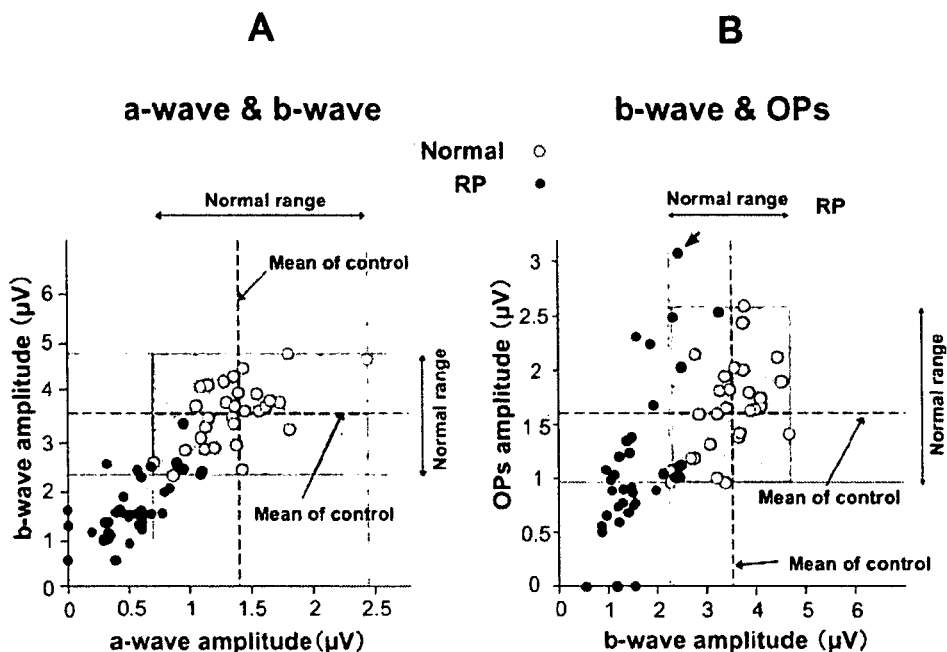 A
a-wave & b-wave
B
b-wave & OPs
Normal
RP
Normal range
Mean of control
b-wave amplitude (μV)
6
5
4
3
2
1
0
Normal range
Mean of control
0
0.5
1
1.5
2
2.5
a-wave amplitude (μV)
Normal range
RP
OPs amplitude (μV)
3
2.5
2
1.5
1
0.5
0
Normal range
Mean of control
Mean of control
0
1
2
3
4
5
6
b-wave amplitude (μV)